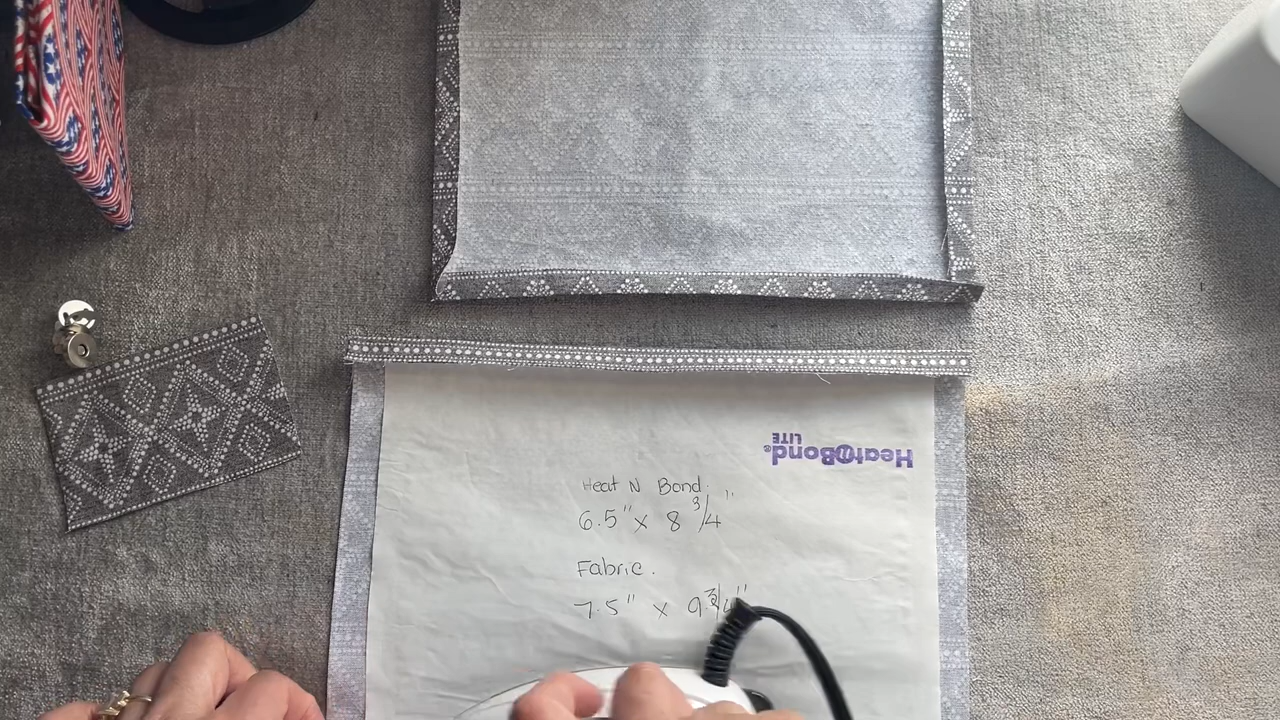 HeatnBond®
LITE
Heat N Bond.
6.5" x 8 3/4"
Fabric.
7.5" x 9 3/4"